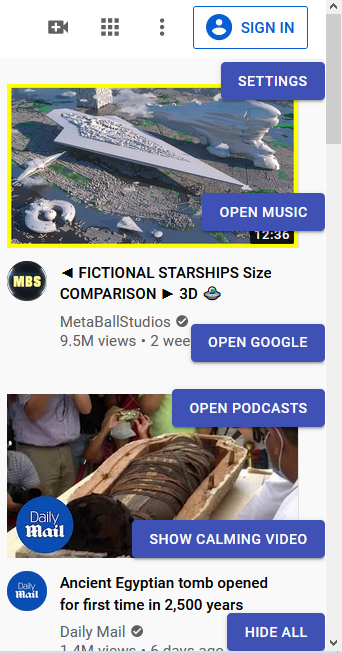 SIGN IN
SETTINGS
OPEN MUSIC
12:36
MBS
◄ FICTIONAL STARSHIPS Size
COMPARISON ► 3D 🛸
MetaBallStudios
9.5M views • 2 wee
OPEN GOOGLE
OPEN PODCASTS
Daily
Mail
SHOW CALMING VIDEO
Daily
Mail
Ancient Egyptian tomb opened
for first time in 2,500 years
Daily Mail
1.4M views • 6 days ago
HIDE ALL